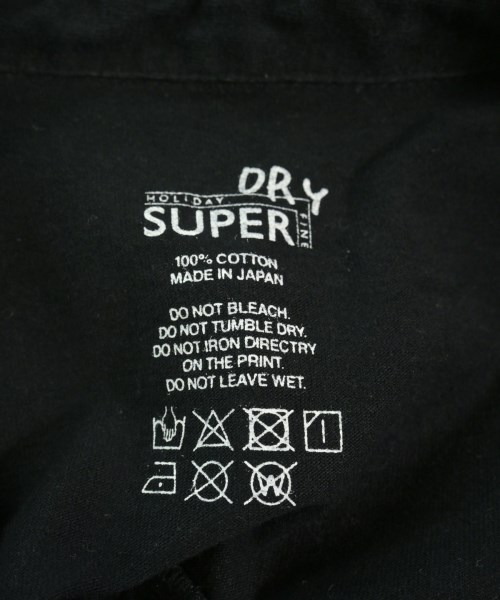 DRY
HOLIDAY
SUPER FINE
100% COTTON
MADE IN JAPAN
DO NOT BLEACH.
DO NOT TUMBLE DRY.
DO NOT IRON DIRECTRY
ON THE PRINT.
DO NOT LEAVE WET.
W